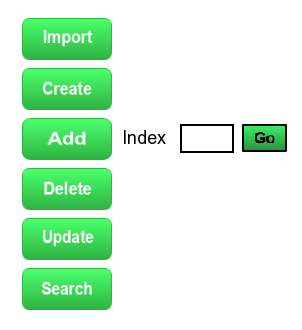 Import
Create
Add Index Go
Delete
Update
Search